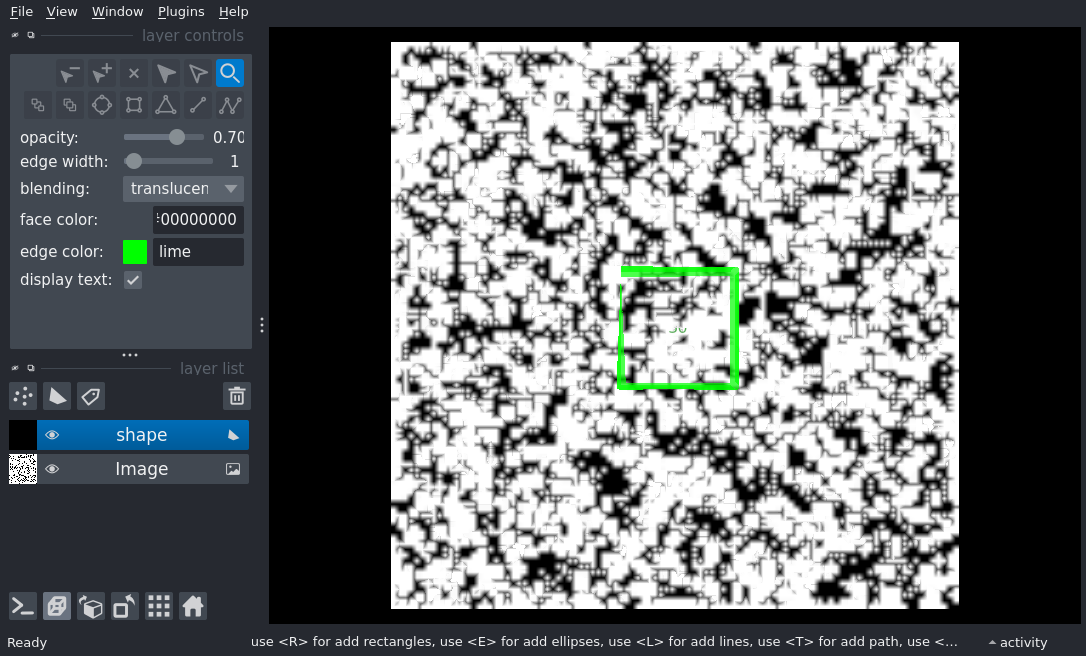 File View Window Plugins Help
layer controls
opacity: 0.70
edge width: 1
blending: translucen
face color: 00000000
edge color: lime
display text:
layer list
shape
Image
Ready
use <R> for add rectangles, use <E> for add ellipses, use <L> for add lines, use <T> for add path, use <...
activity